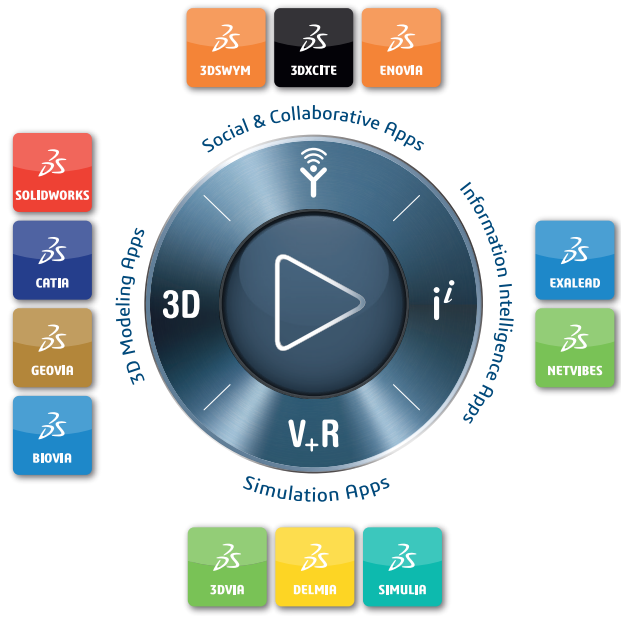 3DSWYM
3DXCITE
ENOVIA
Social & Collaborative Apps
SOLIDWORKS
CATIA
GEOVIA
BIOVIA
3D Modeling Apps
3D
i i
Information Intelligence Apps
EXALEAD
NETVIBES
V+R
Simulation Apps
3DVIA
DELMIA
SIMULIA